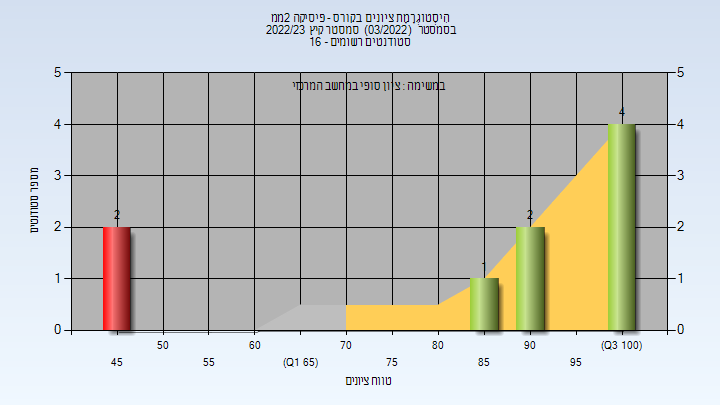 היסטוגרמת ציונים בקורס - פיסיקה 2ממ
בסמסטר (03/2022) סמסטר קיץ 2022/23
סטודנטים רשומים - 16
במשימה : ציון סופי במחשב המרכזי
5 5
4 4
3 3
2 2
1 1
0 0
2 1 2 4
מספר סטודנטים
50 60 70 80 90 (Q3 100)
45 55 (Q1 65) 75 85 95
טווח ציונים